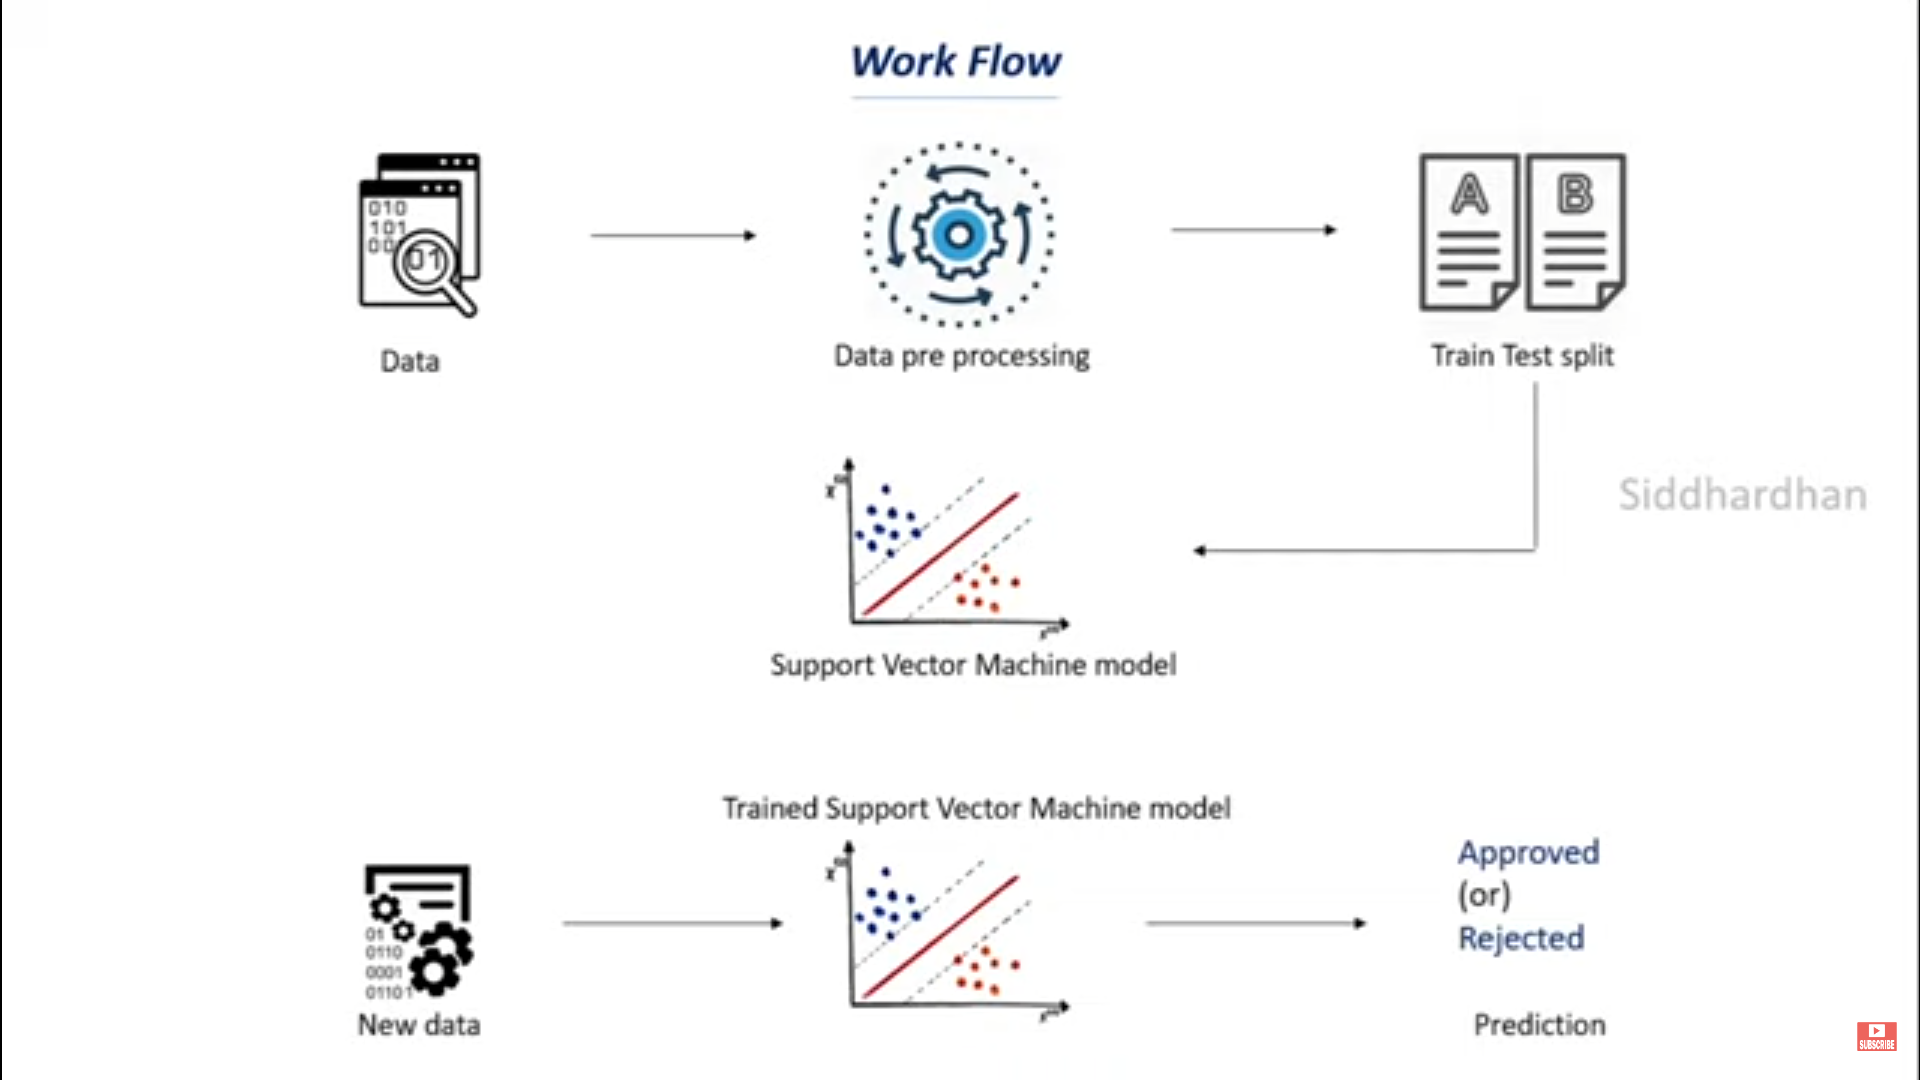 Work Flow
010
101
00
01
A B
Data
Data pre processing
Train Test split
Siddhardhan
Support Vector Machine model
Trained Support Vector Machine model
Approved
(or)
Rejected
01
0110
0001
01101
New data
Prediction
SUBSCRIBE